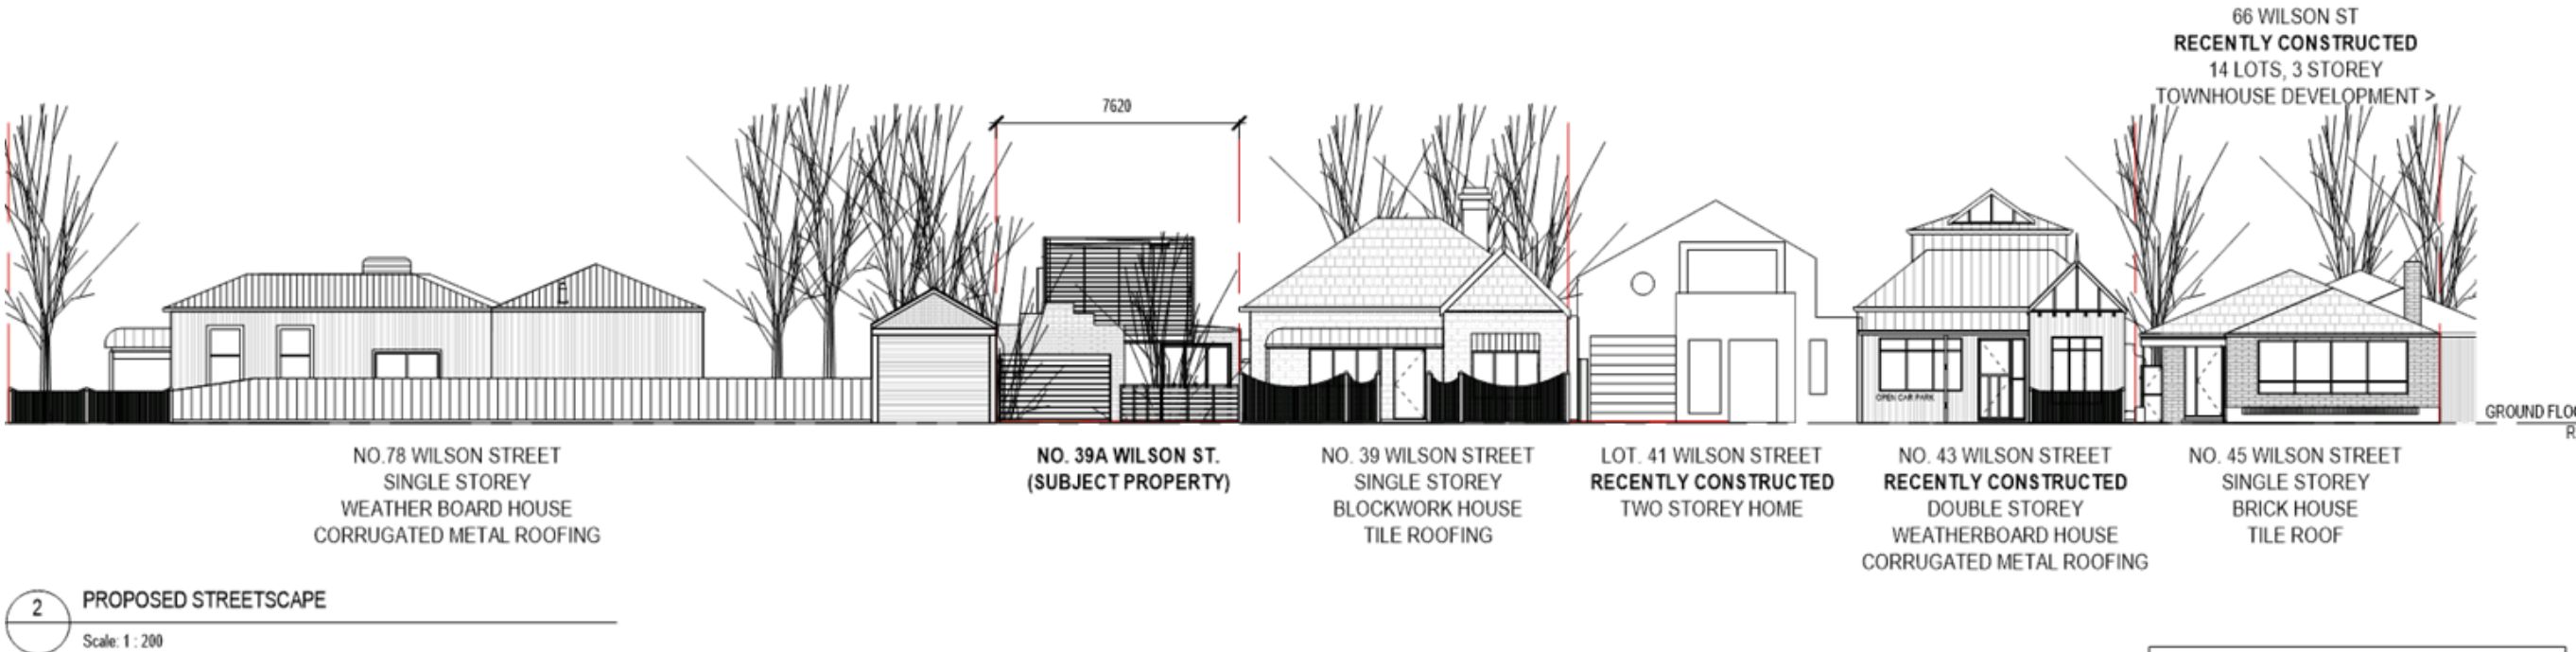 66 WILSON ST
RECENTLY CONSTRUCTED
14 LOTS, 3 STOREY
TOWNHOUSE DEVELOPMENT >
7620
OPEN CAR PARK
GROUND FLOO
R
NO.78 WILSON STREET
SINGLE STOREY
WEATHER BOARD HOUSE
CORRUGATED METAL ROOFING
NO. 39A WILSON ST.
(SUBJECT PROPERTY)
NO. 39 WILSON STREET
SINGLE STOREY
BLOCKWORK HOUSE
TILE ROOFING
LOT. 41 WILSON STREET
RECENTLY CONSTRUCTED
TWO STOREY HOME
NO. 43 WILSON STREET
RECENTLY CONSTRUCTED
DOUBLE STOREY
WEATHERBOARD HOUSE
CORRUGATED METAL ROOFING
NO. 45 WILSON STREET
SINGLE STOREY
BRICK HOUSE
TILE ROOF
2
PROPOSED STREETSCAPE
Scale: 1 : 200